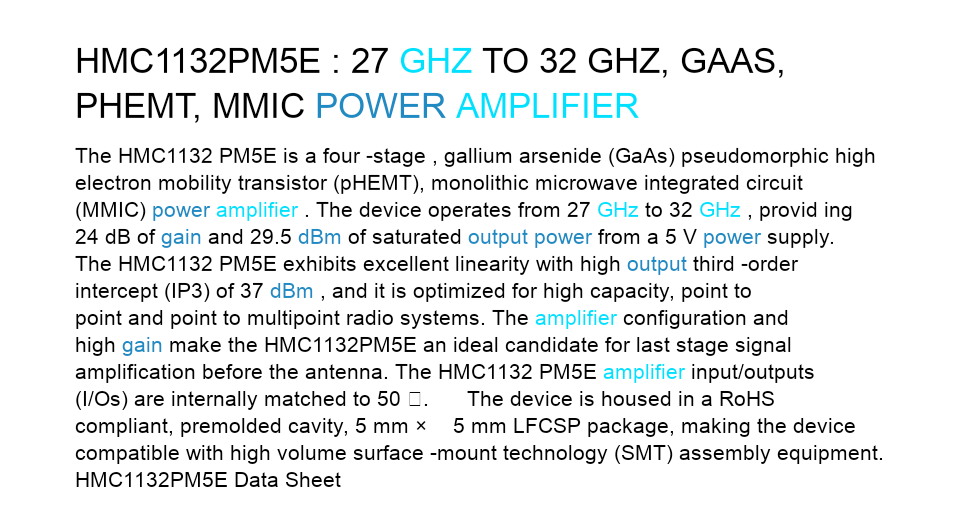 HMC1132PM5E : 27 GHZ TO 32 GHZ, GAAS,
PHEMT, MMIC POWER AMPLIFIER
The HMC1132 PM5E is a four -stage , gallium arsenide (GaAs) pseudomorphic high
electron mobility transistor (pHEMT), monolithic microwave integrated circuit
(MMIC) power amplifier . The device operates from 27 GHz to 32 GHz , provid ing
24 dB of gain and 29.5 dBm of saturated output power from a 5 V power supply.
The HMC1132 PM5E exhibits excellent linearity with high output third -order
intercept (IP3) of 37 dBm , and it is optimized for high capacity, point to
point and point to multipoint radio systems. The amplifier configuration and
high gain make the HMC1132PM5E an ideal candidate for last stage signal
amplification before the antenna. The HMC1132 PM5E amplifier input/outputs
(I/Os) are internally matched to 50 □. The device is housed in a RoHS
compliant, premolded cavity, 5 mm × 5 mm LFCSP package, making the device
compatible with high volume surface -mount technology (SMT) assembly equipment.
HMC1132PM5E Data Sheet